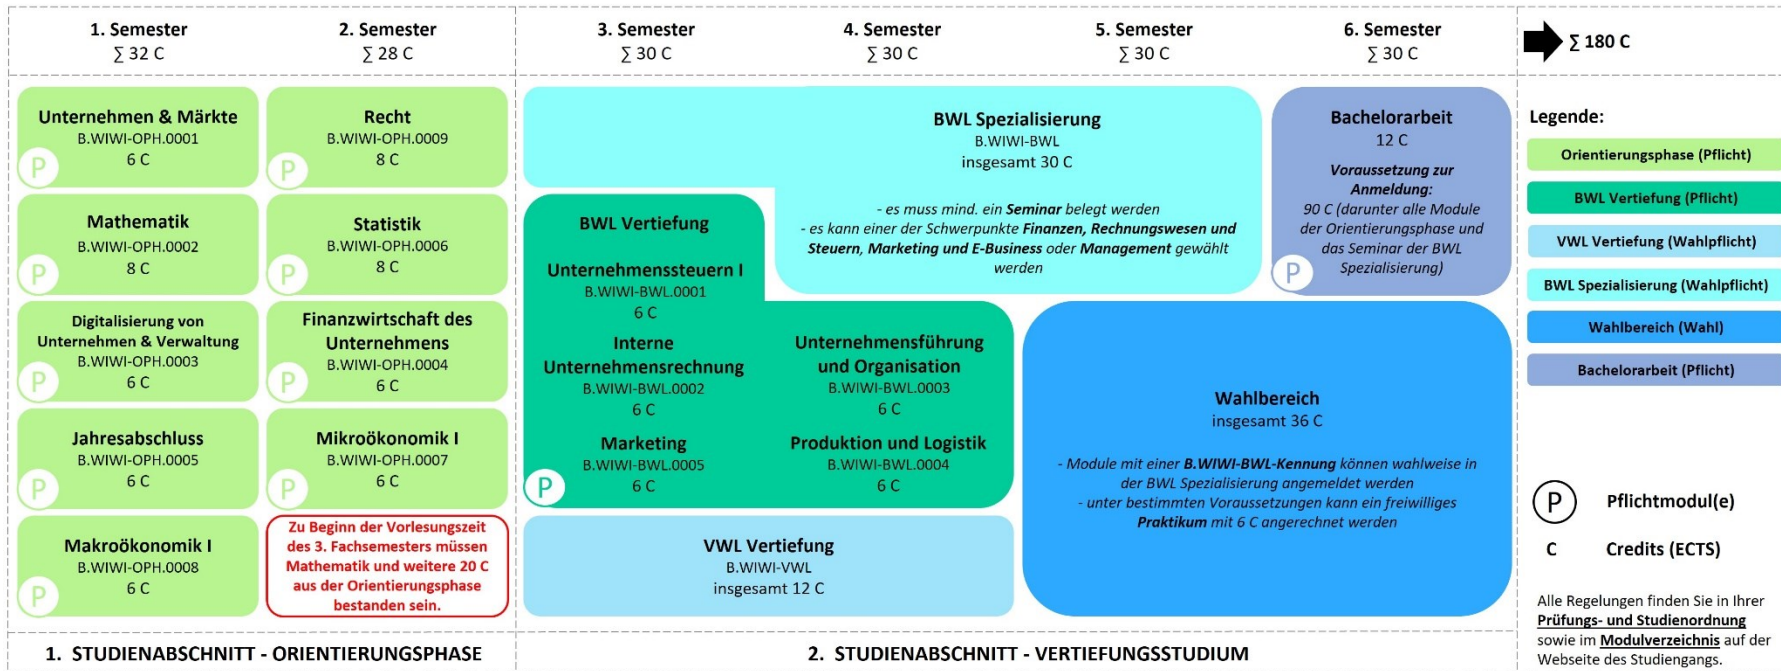 1. Semester
∑ 32 C
2. Semester
∑ 28 C
3. Semester
∑ 30 C
4. Semester
∑ 30 C
5. Semester
∑ 30 C
6. Semester
∑ 30 C
∑ 180 C
Unternehmen & Märkte
B.WIWI-OPH.0001
6 C
P
Mathematik
B.WIWI-OPH.0002
8 C
P
Digitalisierung von
Unternehmen & Verwaltung
B.WIWI-OPH.0003
6 C
P
Jahresabschluss
B.WIWI-OPH.0005
6 C
P
Makroökonomik I
B.WIWI-OPH.0008
6 C
P
Recht
B.WIWI-OPH.0009
8 C
P
Statistik
B.WIWI-OPH.0006
8 C
P
Finanzwirtschaft des
Unternehmens
B.WIWI-OPH.0004
6 C
P
Mikroökonomik I
B.WIWI-OPH.0007
6 C
P
Zu Beginn der Vorlesungszeit
des 3. Fachsemesters müssen
Mathematik und weitere 20 C
aus der Orientierungsphase
bestanden sein.
BWL Spezialisierung
B.WIWI-BWL
insgesamt 30 C
- es muss mind. ein Seminar belegt werden
- es kann einer der Schwerpunkte Finanzen, Rechnungswesen und
Steuern, Marketing und E-Business oder Management gewählt
werden
BWL Vertiefung
Unternehmenssteuern I
B.WIWI-BWL.0001
6 C
Interne
Unternehmensrechnung
B.WIWI-BWL.0002
6 C
Marketing
B.WIWI-BWL.0005
6 C
P
Unternehmensführung
und Organisation
B.WIWI-BWL.0003
6 C
Produktion und Logistik
B.WIWI-BWL.0004
6 C
VWL Vertiefung
B.WIWI-VWL
insgesamt 12 C
Bachelorarbeit
12 C
Voraussetzung zur
Anmeldung:
90 C (darunter alle Module
der Orientierungsphase und
das Seminar der BWL
Spezialisierung)
P
Wahlbereich
insgesamt 36 C
- Module mit einer B.WIWI-BWL-Kennung können wahlweise in
der BWL Spezialisierung angemeldet werden
- unter bestimmten Voraussetzungen kann ein freiwilliges
Praktikum mit 6 C angerechnet werden
Legende:
Orientierungsphase (Pflicht)
BWL Vertiefung (Pflicht)
VWL Vertiefung (Wahlpflicht)
BWL Spezialisierung (Wahlpflicht)
Wahlbereich (Wahl)
Bachelorarbeit (Pflicht)
P Pflichtmodul(e)
C Credits (ECTS)
Alle Regelungen finden Sie in Ihrer
Prüfungs- und Studienordnung
sowie im Modulverzeichnis auf der
Webseite des Studiengangs.
1. STUDIENABSCHNITT - ORIENTIERUNGSPHASE
2. STUDIENABSCHNITT - VERTIEFUNGSSTUDIUM